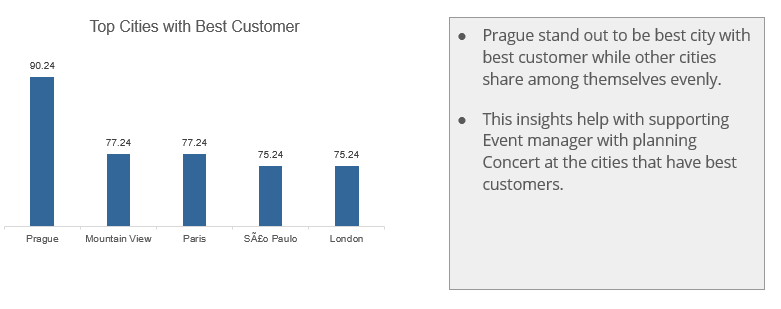 Top Cities with Best Customer
90.24
77.24
77.24
75.24
75.24
Prague
Mountain View
Paris
SÃ£o Paulo
London
● Prague stand out to be best city with
best customer while other cities
share among themselves evenly.
● This insights help with supporting
Event manager with planning
Concert at the cities that have best
customers.